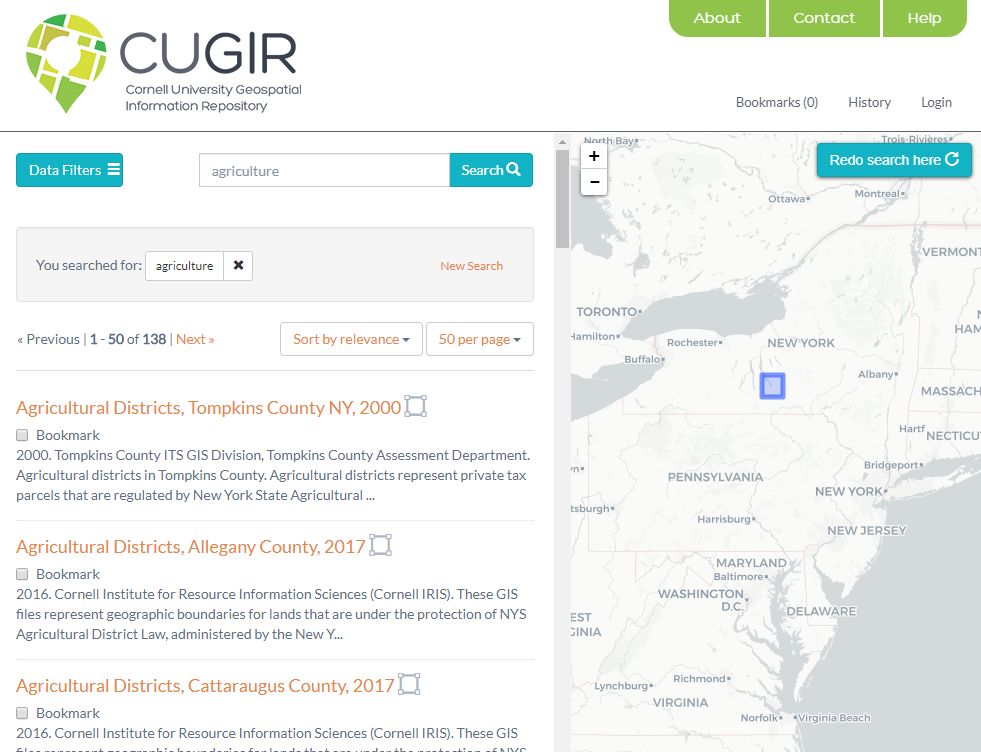 About
Contact
Help
CUGIR
Cornell University Geospatial
Information Repository
Bookmarks (0)
History
Login
Data Filters
agriculture
Search
You searched for:
agriculture
✖
New Search
« Previous | 1 - 50 of 138 | Next »
Sort by relevance
50 per page
Agricultural Districts, Tompkins County NY, 2000
Bookmark
2000. Tompkins County ITS GIS Division, Tompkins County Assessment Department.
Agricultural districts in Tompkins County. Agricultural districts represent private tax
parcels that are regulated by New York State Agricultural ...
Agricultural Districts, Allegany County, 2017
Bookmark
2016. Cornell Institute for Resource Information Sciences (Cornell IRIS). These GIS
files represent geographic boundaries for lands that are under the protection of NYS
Agricultural District Law, administered by the New Y...
Agricultural Districts, Cattaraugus County, 2017
Bookmark
2016. Cornell Institute for Resource Information Sciences (Cornell IRIS). These GIS
files represent geographic boundaries for lands that are under the protection of NYS
+
−
Redo search here
North Bay
Trois-Rivières
Ottawa
Montreal
VERMONT
TORONTO
Hamilton
Rochester
NEW YORK
HAM
Buffalo
Albany
MASSACH
Hartf
NECTICU
Bridgeport
PENNSYLVANIA
NEW YORK
tsburgh
Harrisburg
NEW JERSEY
MARYLAND
Baltimore
WASHINGTON
D.C.
DELAWARE
EST
GINIA
Lynchburg
Richmond
VIRGINIA
Norfolk
Virginia Beach